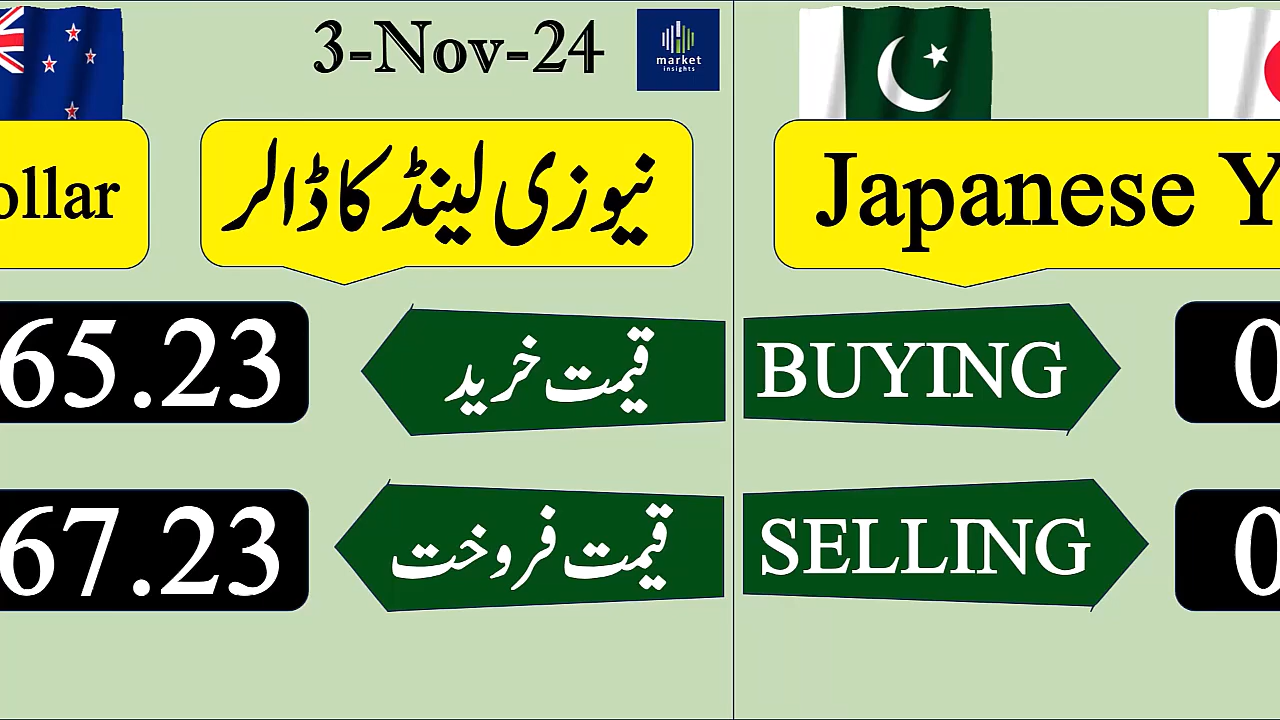 3-Nov-24
market
insights
ollar
نیوزی لینڈ کا ڈالر
65.23
قیمت خرید
67.23
قیمت فروخت
Japanese Y
BUYING
0
SELLING
0